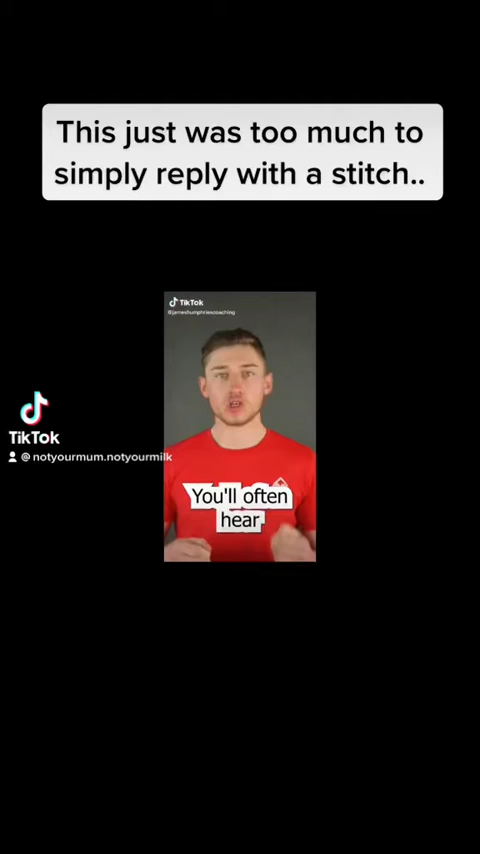 This just was too much to
simply reply with a stitch..
TikTok
@jameshumphriescoaching
TikTok
@ notyourmum.notyourmilk
You'll often
hear